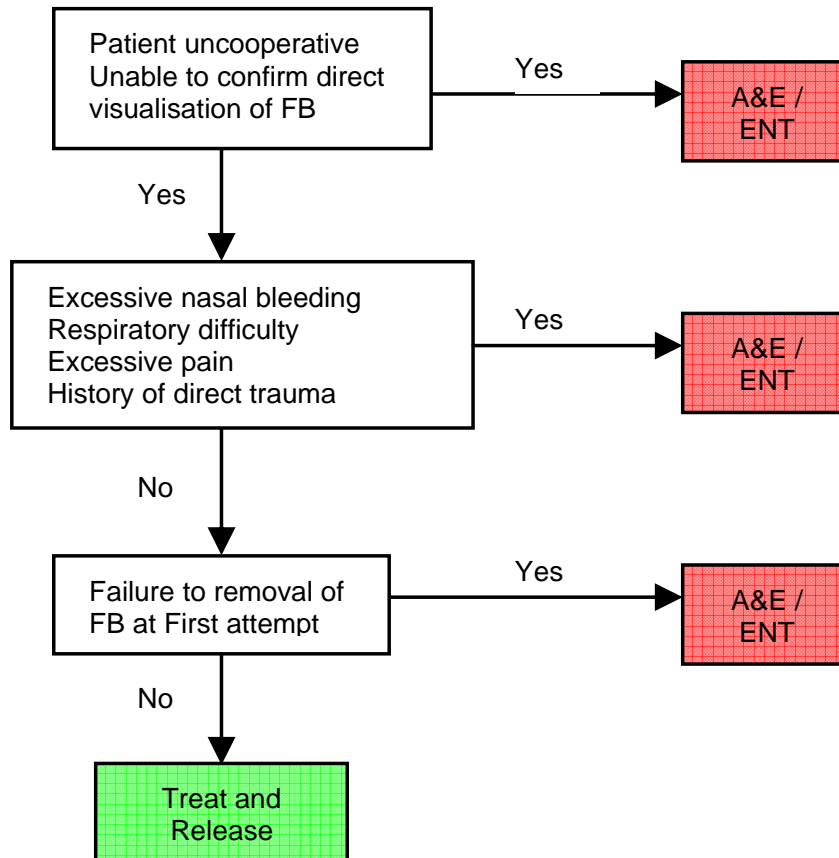 Patient uncooperative
Unable to confirm direct
visualisation of FB
Yes
A&E /
ENT
Yes
Excessive nasal bleeding
Respiratory difficulty
Excessive pain
History of direct trauma
Yes
A&E /
ENT
No
Failure to removal of
FB at First attempt
Yes
A&E /
ENT
No
Treat and
Release